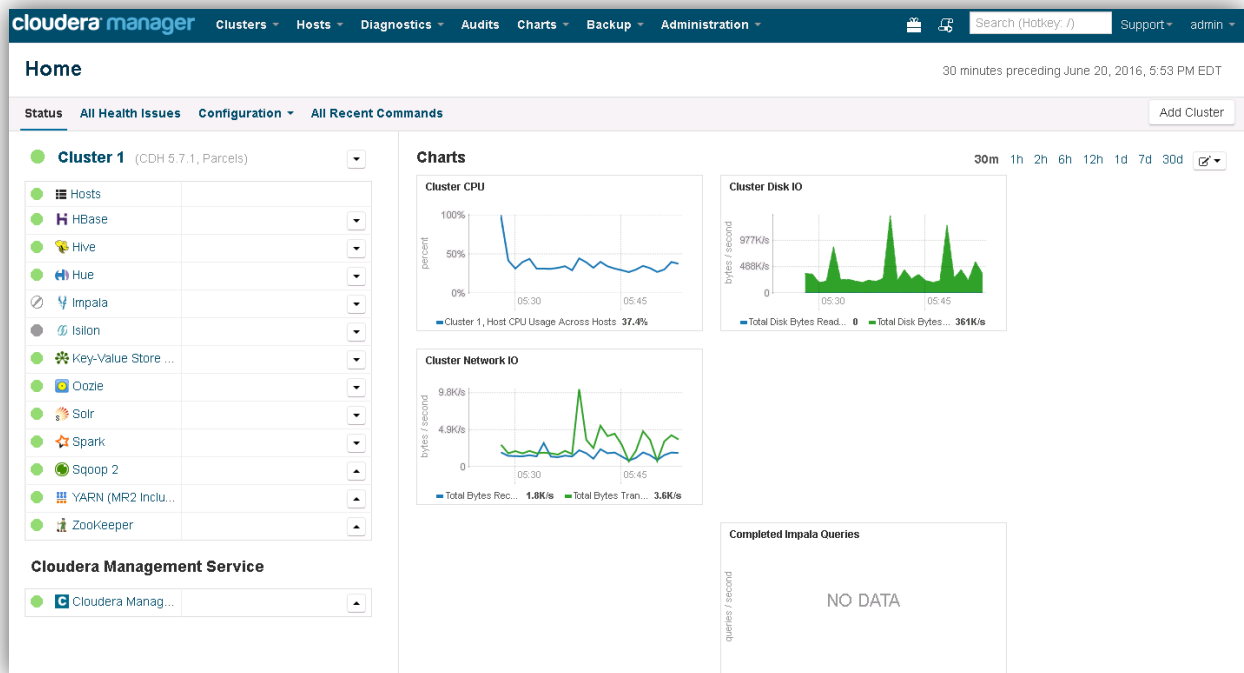 cloudera manager Clusters Hosts Diagnostics Audits Charts Backup Administration Search (Hotkey: /) Support admin
Home
30 minutes preceding June 20, 2016, 5:53 PM EDT
Status All Health Issues Configuration All Recent Commands Add Cluster
Cluster 1 (CDH 5.7.1, Parcels)
Hosts
HBase
Hive
Hue
Impala
Isilon
Key-Value Store ...
Oozie
Solr
Spark
Sqoop 2
YARN (MR2 Inclu...
ZooKeeper
Cloudera Management Service
Cloudera Manag...
Charts
30m 1h 2h 6h 12h 1d 7d 30d
Cluster CPU
percent
100%
50%
0%
05:30 05:45
Cluster 1, Host CPU Usage Across Hosts 37.4%
Cluster Disk IO
bytes / second
977K/s
488K/s
0
05:30 05:45
Total Disk Bytes Read... 0 Total Disk Bytes... 361K/s
Cluster Network IO
bytes / second
9.8K/s
4.9K/s
0
05:30 05:45
Total Bytes Rec... 1.8K/s Total Bytes Tran... 3.6K/s
Completed Impala Queries
queries / second
NO DATA